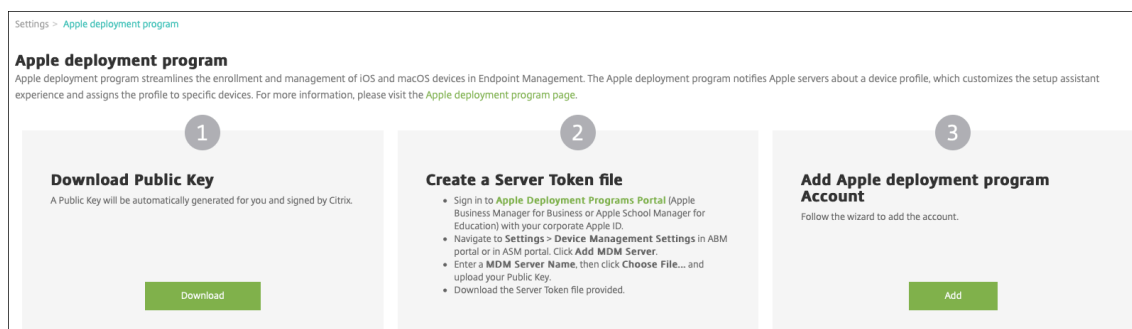 Settings > Apple deployment program
Apple deployment program
Apple deployment program streamlines the enrollment and management of iOS and macOS devices in Endpoint Management. The Apple deployment program notifies Apple servers about a device profile, which customizes the setup assistant
experience and assigns the profile to specific devices. For more information, please visit the Apple deployment program page.
1
Download Public Key
A Public Key will be automatically generated for you and signed by Citrix.
Download
2
Create a Server Token file
• Sign in to Apple Deployment Programs Portal (Apple
Business Manager for Business or Apple School Manager for
Education) with your corporate Apple ID.
• Navigate to Settings > Device Management Settings in ABM
portal or in ASM portal. Click Add MDM Server.
• Enter a MDM Server Name, then click Choose File... and
upload your Public Key.
• Download the Server Token file provided.
3
Add Apple deployment program
Account
Follow the wizard to add the account.
Add